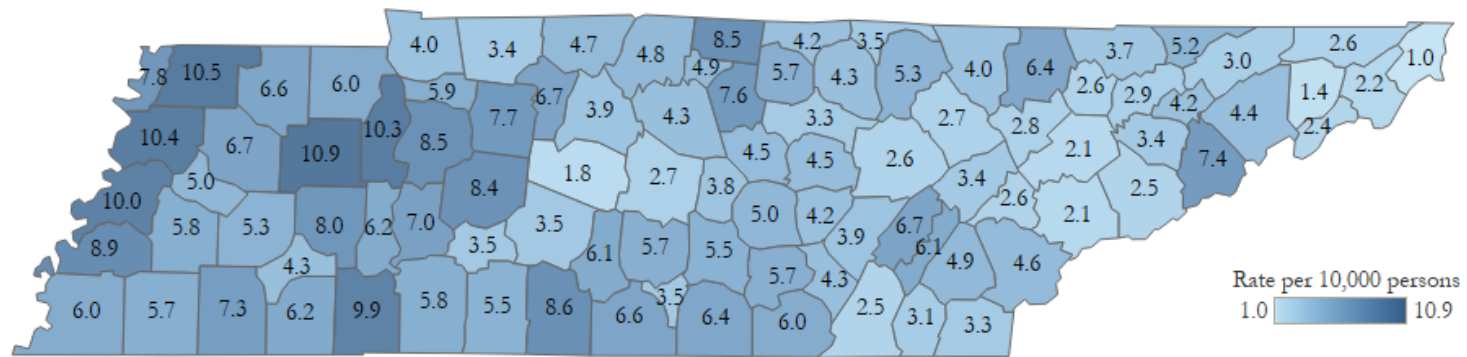 4.0 3.4 4.7 4.8 8.5 4.2 3.5 3.7 5.2 3.0 2.6 1.0
7.8 10.5 6.6 6.0 5.9 6.7 4.9 5.7 4.3 5.3 4.0 6.4 2.6 2.9 4.2 4.4 1.4 2.2
10.4 6.7 10.9 10.3 8.5 7.7 3.9 4.3 7.6 3.3 2.7 2.8 2.1 3.4 7.4 2.4
10.0 5.0 8.4 1.8 2.7 3.8 4.5 4.5 2.6 3.4 2.6 2.1 2.5
8.9 5.8 5.3 8.0 6.2 7.0 3.5 3.5 6.1 5.7 5.5 5.0 4.2 3.9 6.7 6.1 4.9 4.6
4.3 3.5 5.7 4.3
6.0 5.7 7.3 6.2 9.9 5.8 5.5 8.6 6.6 6.4 6.0 2.5 3.1 3.3
Rate per 10,000 persons
1.0 10.9